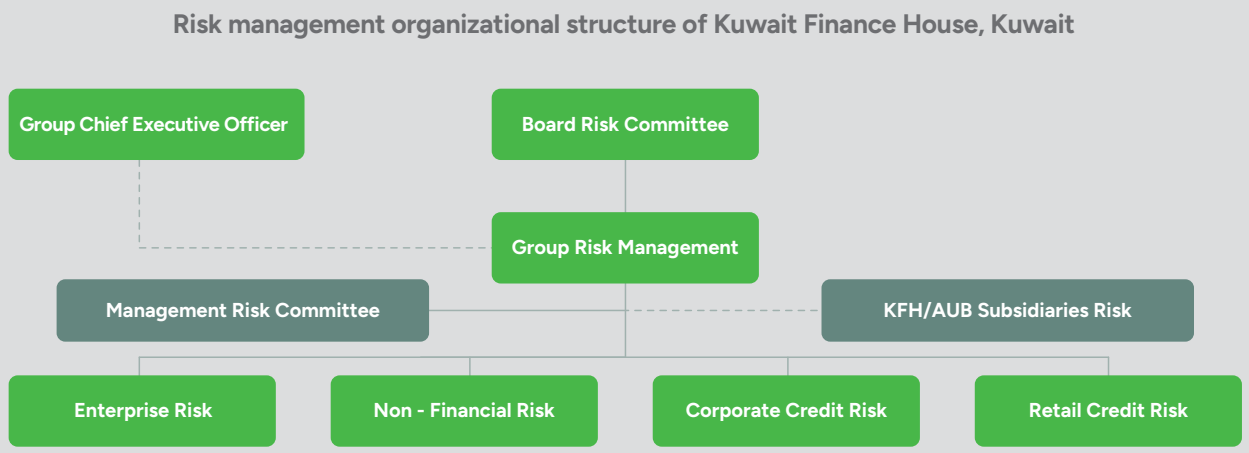 Risk management organizational structure of Kuwait Finance House, Kuwait
Group Chief Executive Officer
Board Risk Committee
Group Risk Management
Management Risk Committee
KFH/AUB Subsidiaries Risk
Enterprise Risk
Non - Financial Risk
Corporate Credit Risk
Retail Credit Risk